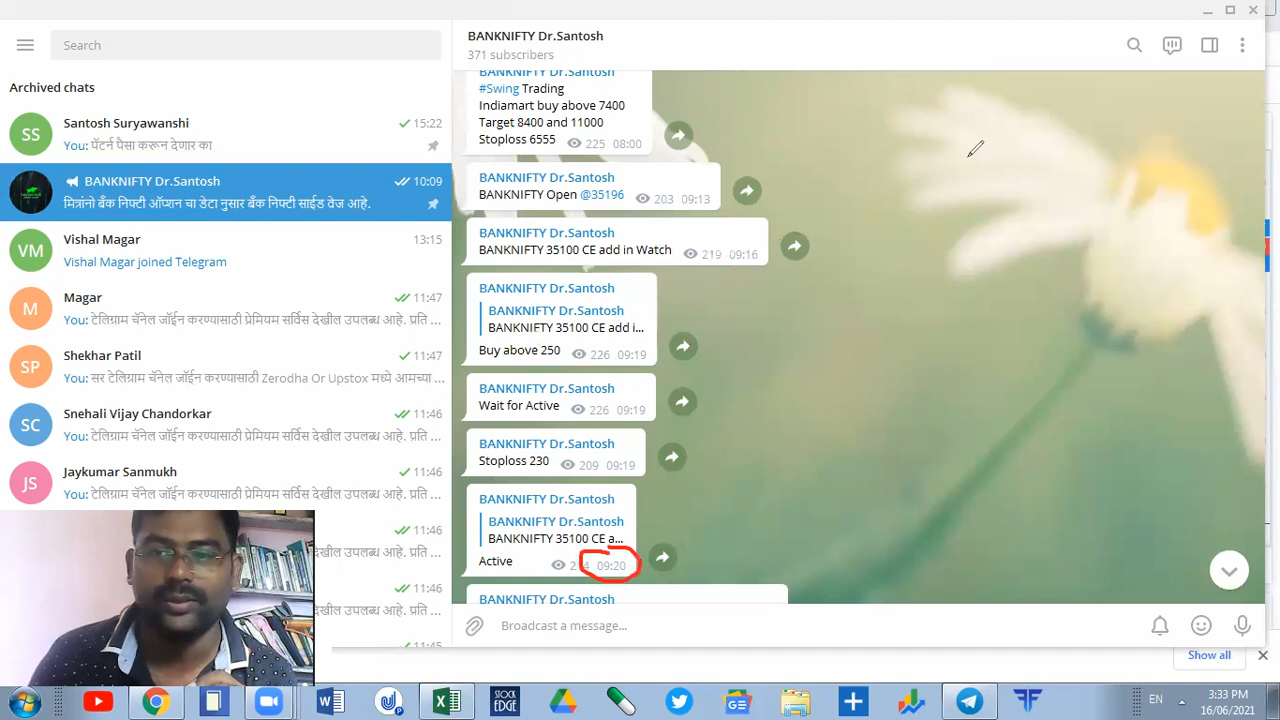 Search
Archived chats
SS
Santosh Suryawanshi
15:22
You: पॅटर्न पैसा करून देणार का
BANKNIFTY Dr.Santosh
10:09
मित्रांनो बैंक निफ्टी ऑप्शन चा डेटा नुसार बैंक निफ्टी साईड वेज आहे.
VM
Vishal Magar
13:15
Vishal Magar joined Telegram
M
Magar
11:47
You: टेलिग्राम चॅनेल जॉईन करण्यासाठी प्रेमियम सर्विस देखील उपलब्ध आहे. प्रति ...
SP
Shekhar Patil
11:47
You: सर टेलिग्राम चॅनेल जॉईन करण्यासाठी Zerodha Or Upstox मध्ये आमच्या ...
SC
Snehali Vijay Chandorkar
11:46
You: टेलिग्राम चॅनेल जॉईन करण्यासाठी प्रेमियम सर्विस देखील उपलब्ध आहे. प्रति ...
JS
Jaykumar Sanmukh
11:46
You: टेलिग्राम चॅनेल जॉईन करण्यासाठी प्रेमियम सर्विस देखील उपलब्ध आहे. प्रति ...
11:46
देखील उपलब्ध आहे. प्रति ...
11:46
देखील उपलब्ध आहे. प्रति ...
11:45
BANKNIFTY Dr.Santosh
371 subscribers
BANKNIFTY Dr.Santosh
#Swing Trading
Indiamart buy above 7400
Target 8400 and 11000
Stoploss 6555 225 08:00
BANKNIFTY Dr.Santosh
BANKNIFTY Open @35196 203 09:13
BANKNIFTY Dr.Santosh
BANKNIFTY 35100 CE add in Watch 219 09:16
BANKNIFTY Dr.Santosh
BANKNIFTY Dr.Santosh
BANKNIFTY 35100 CE add i...
Buy above 250 226 09:19
BANKNIFTY Dr.Santosh
Wait for Active 226 09:19
BANKNIFTY Dr.Santosh
Stoploss 230 209 09:19
BANKNIFTY Dr.Santosh
BANKNIFTY Dr.Santosh
BANKNIFTY 35100 CE a...
Active 09:20
BANKNIFTY Dr.Santosh
Broadcast a message...
Show all
STOCK EDGE
EN
3:33 PM
16/06/2021